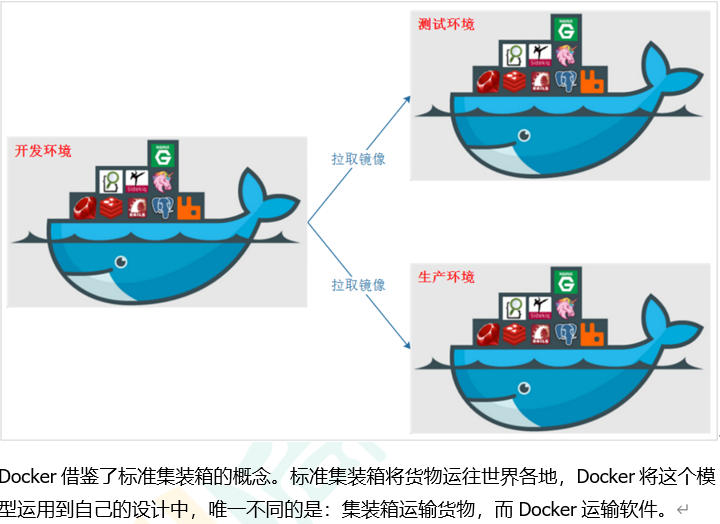 测试环境
开发环境
拉取镜像
拉取镜像
生产环境
Docker 借鉴了标准集装箱的概念。标准集装箱将货物运往世界各地，Docker 将这个模
型运用到自己的设计中，唯一不同的是：集装箱运输货物，而 Docker 运输软件。